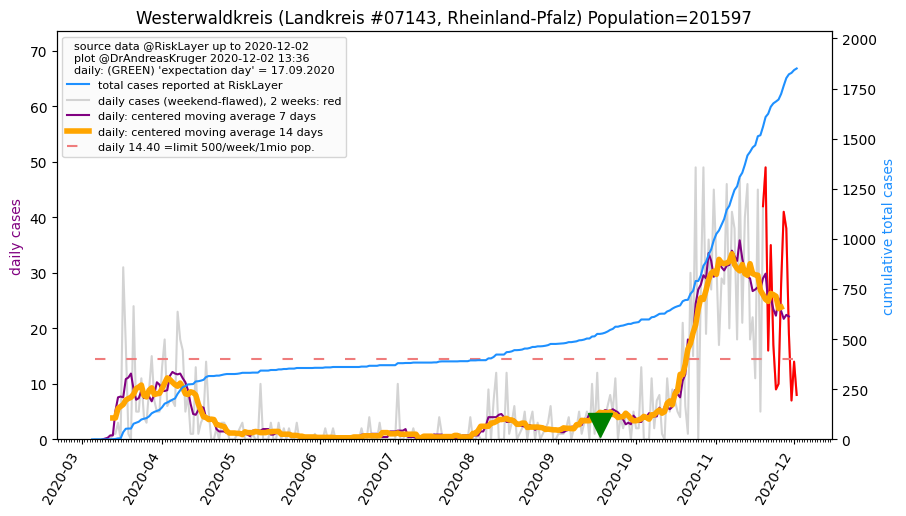 Westerwaldkreis (Landkreis #07143, Rheinland-Pfalz) Population=201597
source data @RiskLayer up to 2020-12-02
plot @DrAndreasKruger 2020-12-02 13:36
daily: (GREEN) 'expectation day' = 17.09.2020
total cases reported at RiskLayer
daily cases (weekend-flawed), 2 weeks: red
daily: centered moving average 7 days
daily: centered moving average 14 days
daily 14.40 =limit 500/week/1mio pop.
daily cases
70
60
50
40
30
20
10
0
cumulative total cases
2000
1750
1500
1250
1000
750
500
250
0
2020-03
2020-04
2020-05
2020-06
2020-07
2020-08
2020-09
2020-10
2020-11
2020-12